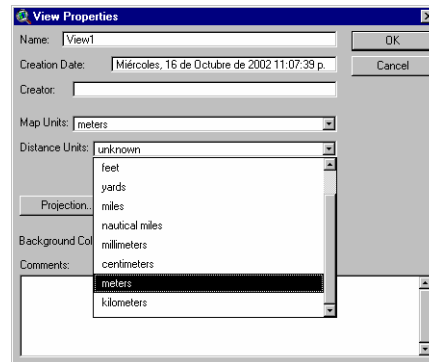 View Properties
Name: View1
OK
Creation Date: Miércoles, 16 de Octubre de 2002 11:07:39 p.
Cancel
Creator:
Map Units: meters
Distance Units: unknown
feet
yards
Projection.. miles
nautical miles
Background Col millimeters
Comments: centimeters
meters
kilometers